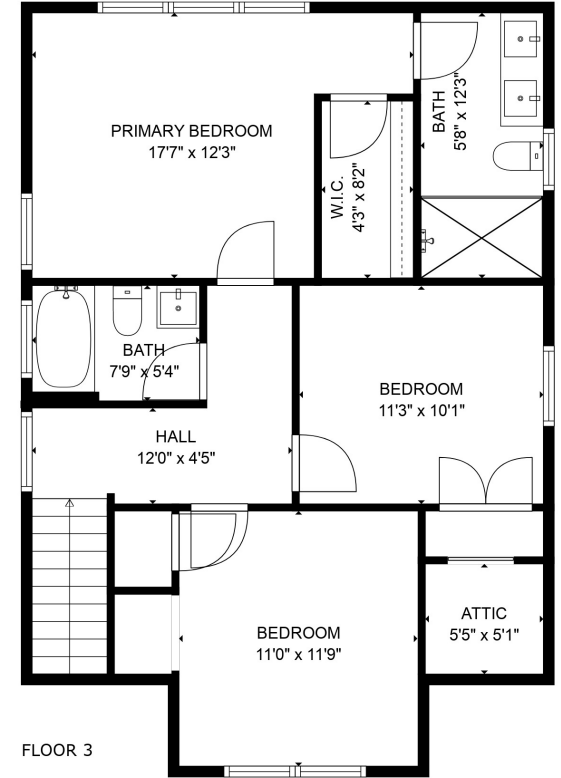 PRIMARY BEDROOM
17'7" x 12'3"
BATH
5'8" x 12'3"
W.I.C.
4'3" x 8'2"
BATH
7'9" x 5'4"
BEDROOM
11'3" x 10'1"
HALL
12'0" x 4'5"
BEDROOM
11'0" x 11'9"
ATTIC
5'5" x 5'1"
FLOOR 3